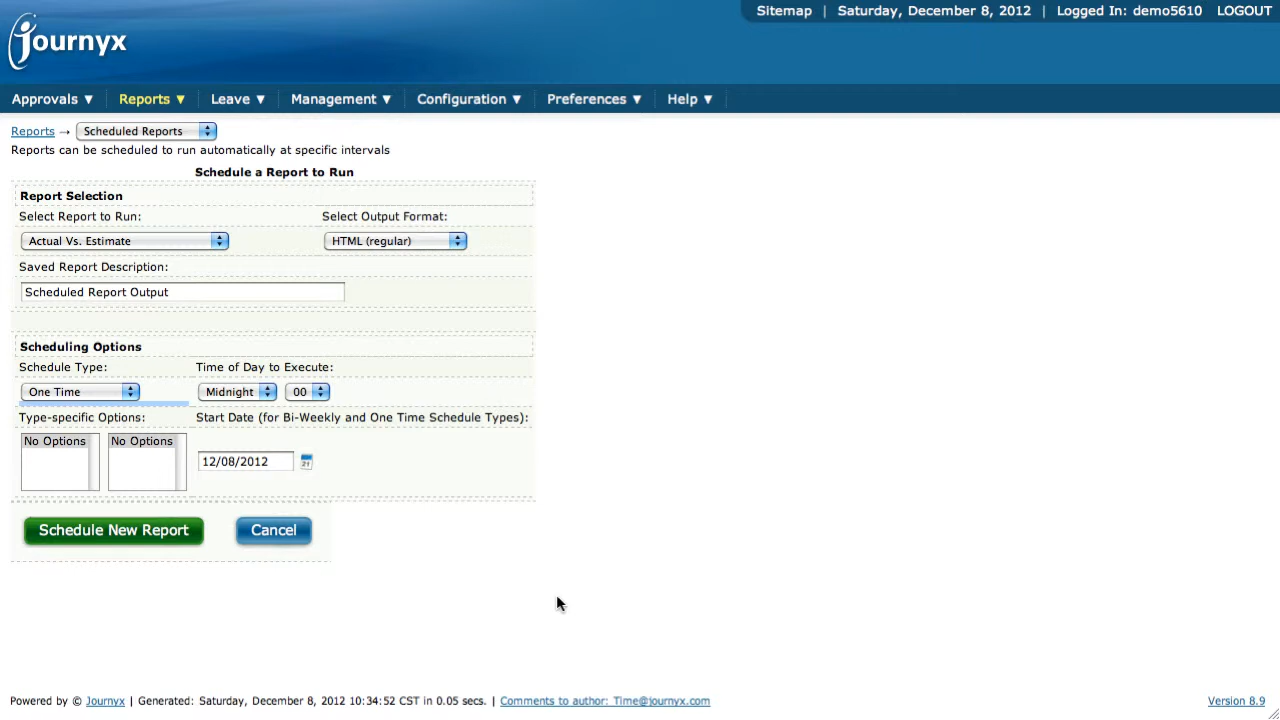 Sitemap | Saturday, December 8, 2012 | Logged In: demo5610 LOGOUT
Journyx
Approvals ▼ Reports ▼ Leave ▼ Management ▼ Configuration ▼ Preferences ▼ Help ▼
Reports → Scheduled Reports
Reports can be scheduled to run automatically at specific intervals
Schedule a Report to Run
Report Selection
Select Report to Run: Select Output Format:
Actual Vs. Estimate HTML (regular)
Saved Report Description:
Scheduled Report Output
Scheduling Options
Schedule Type: Time of Day to Execute:
One Time Midnight 00
Type-specific Options: Start Date (for Bi-Weekly and One Time Schedule Types):
No Options No Options
12/08/2012
Schedule New Report Cancel
Powered by © Journyx | Generated: Saturday, December 8, 2012 10:34:52 CST in 0.05 secs. | Comments to author: Time@journyx.com Version 8.9